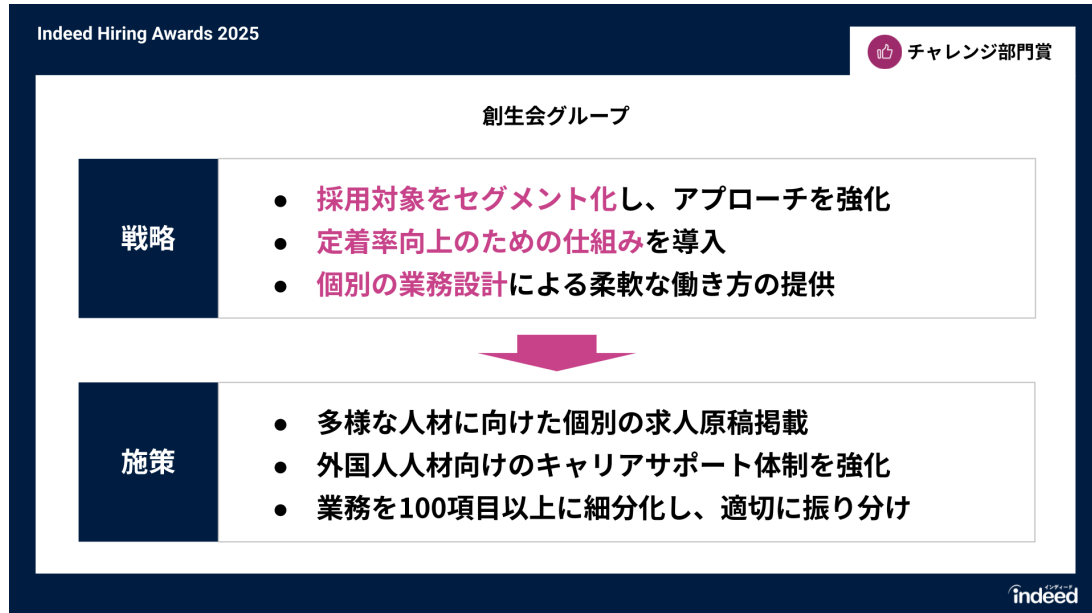 Indeed Hiring Awards 2025
チャレンジ部門賞
創生会グループ
戦略
● 採用対象をセグメント化し、アプローチを強化
● 定着率向上のための仕組みを導入
● 個別の業務設計による柔軟な働き方の提供
施策
● 多様な人材に向けた個別の求人原稿掲載
● 外国人人材向けのキャリアサポート体制を強化
● 業務を100項目以上に細分化し、適切に振り分け
インディード
indeed